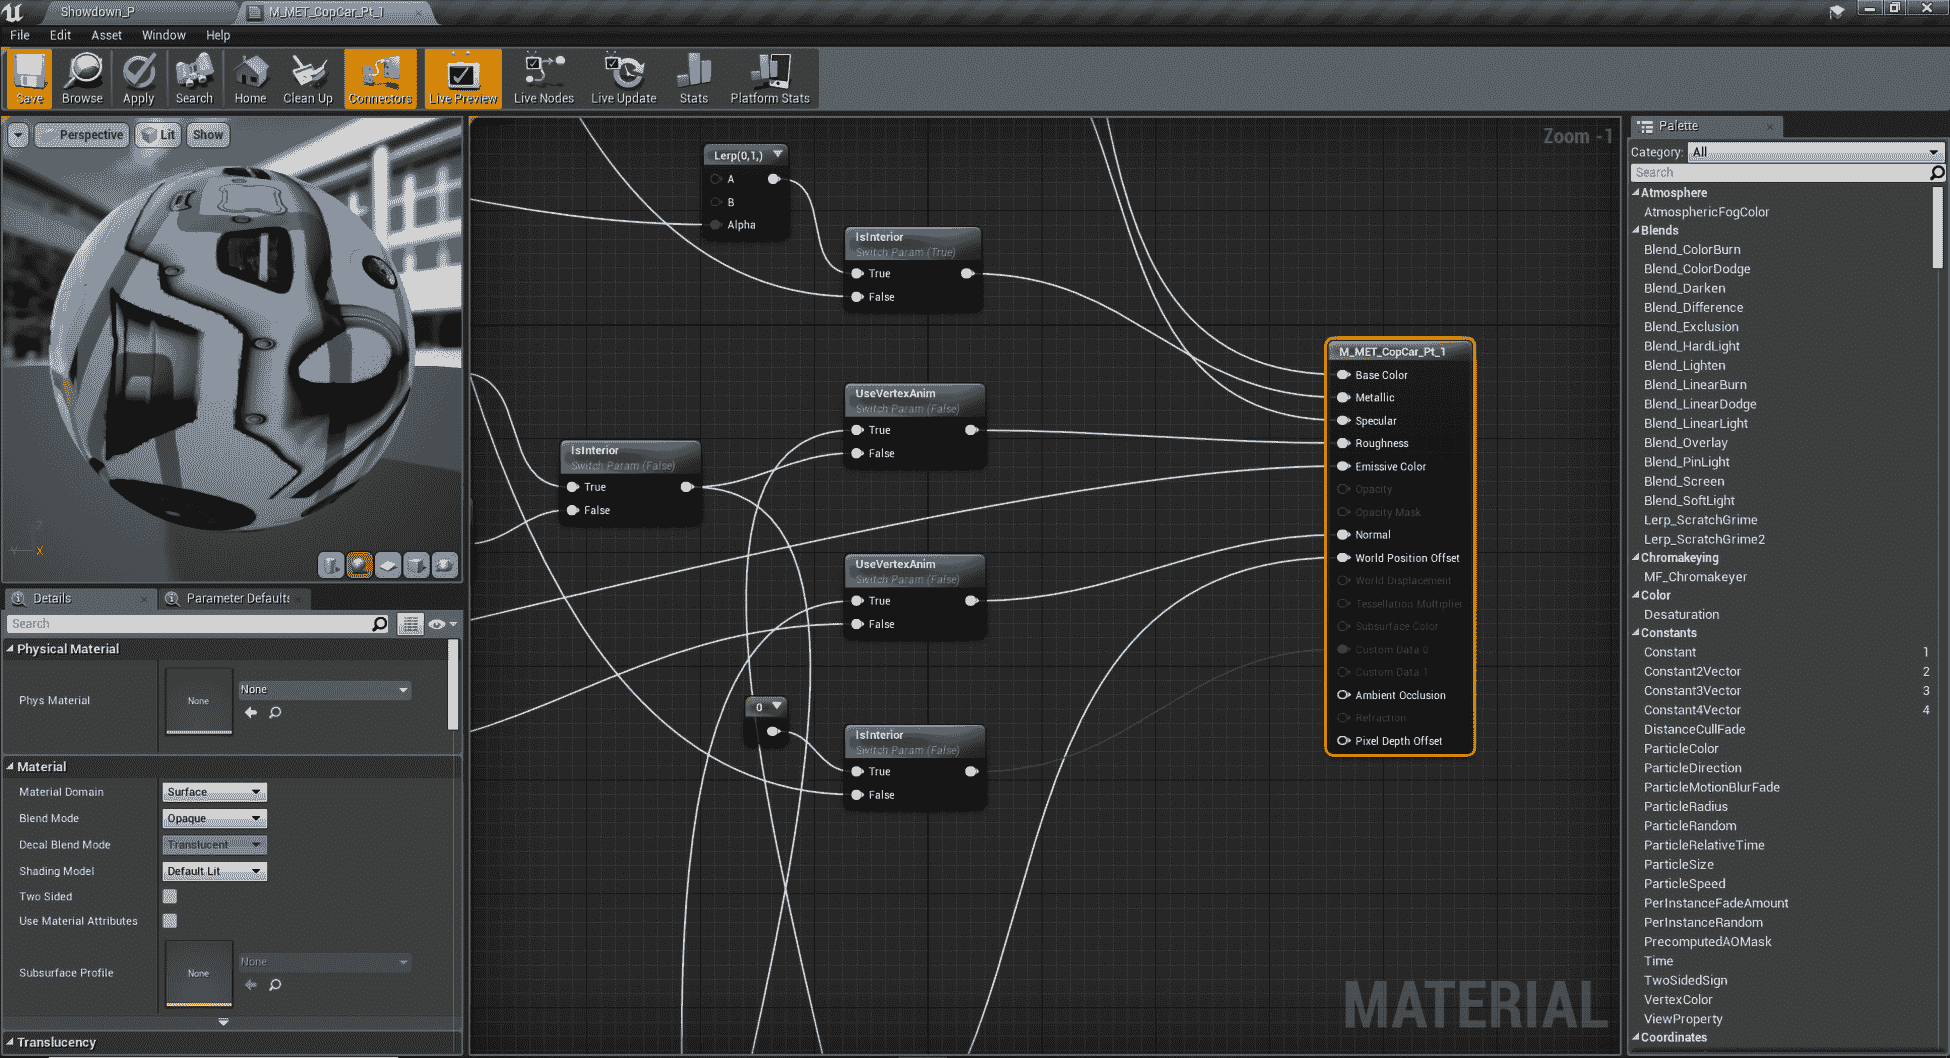 Showdown_P
M_MET_CopCar_Pt_1
File Edit Asset Window Help
Save Browse Apply Search Home Clean Up Connectors Live Preview Live Nodes Live Update Stats Platform Stats
Perspective Lit Show
Z
Y
X
Details
Parameter Defaults
Search
Physical Material
Phys Material
None
None
Material
Material Domain Surface
Blend Mode Opaque
Decal Blend Mode Translucent
Shading Model Default Lit
Two Sided
Use Material Attributes
Subsurface Profile
None
None
Translucency
Zoom -1
Lerp(0,1,)
A
B
Alpha
IsInterior
Switch Param (True)
True
False
UseVertexAnim
Switch Param (False)
True
False
IsInterior
Switch Param (False)
True
False
UseVertexAnim
Switch Param (False)
True
False
0
IsInterior
Switch Param (False)
True
False
M_MET_CopCar_Pt_1
Base Color
Metallic
Specular
Roughness
Emissive Color
Opacity
Opacity Mask
Normal
World Position Offset
World Displacement
Tessellation Multiplier
Subsurface Color
Custom Data 0
Custom Data 1
Ambient Occlusion
Refraction
Pixel Depth Offset
MATERIAL
Palette
Category: All
Search
Atmosphere
AtmosphericFogColor
Blends
Blend_ColorBurn
Blend_ColorDodge
Blend_Darken
Blend_Difference
Blend_Exclusion
Blend_HardLight
Blend_Lighten
Blend_LinearBurn
Blend_LinearDodge
Blend_LinearLight
Blend_Overlay
Blend_PinLight
Blend_Screen
Blend_SoftLight
Lerp_ScratchGrime
Lerp_ScratchGrime2
Chromakeying
MF_Chromakeyer
Color
Desaturation
Constants
Constant 1
Constant2Vector 2
Constant3Vector 3
Constant4Vector 4
DistanceCullFade
ParticleColor
ParticleDirection
ParticleMotionBlurFade
ParticleRadius
ParticleRandom
ParticleRelativeTime
ParticleSize
ParticleSpeed
PerInstanceFadeAmount
PerInstanceRandom
PrecomputedAOMask
Time
TwoSidedSign
VertexColor
ViewProperty
Coordinates